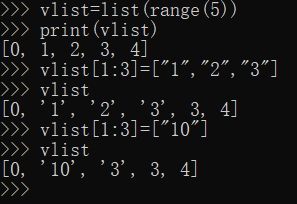 >>> vlist=list(range(5))
>>> print(vlist)
[0, 1, 2, 3, 4]
>>> vlist[1:3]=["1","2","3"]
>>> vlist
[0, '1', '2', '3', 3, 4]
>>> vlist[1:3]=["10"]
>>> vlist
[0, '10', '3', 3, 4]
>>>